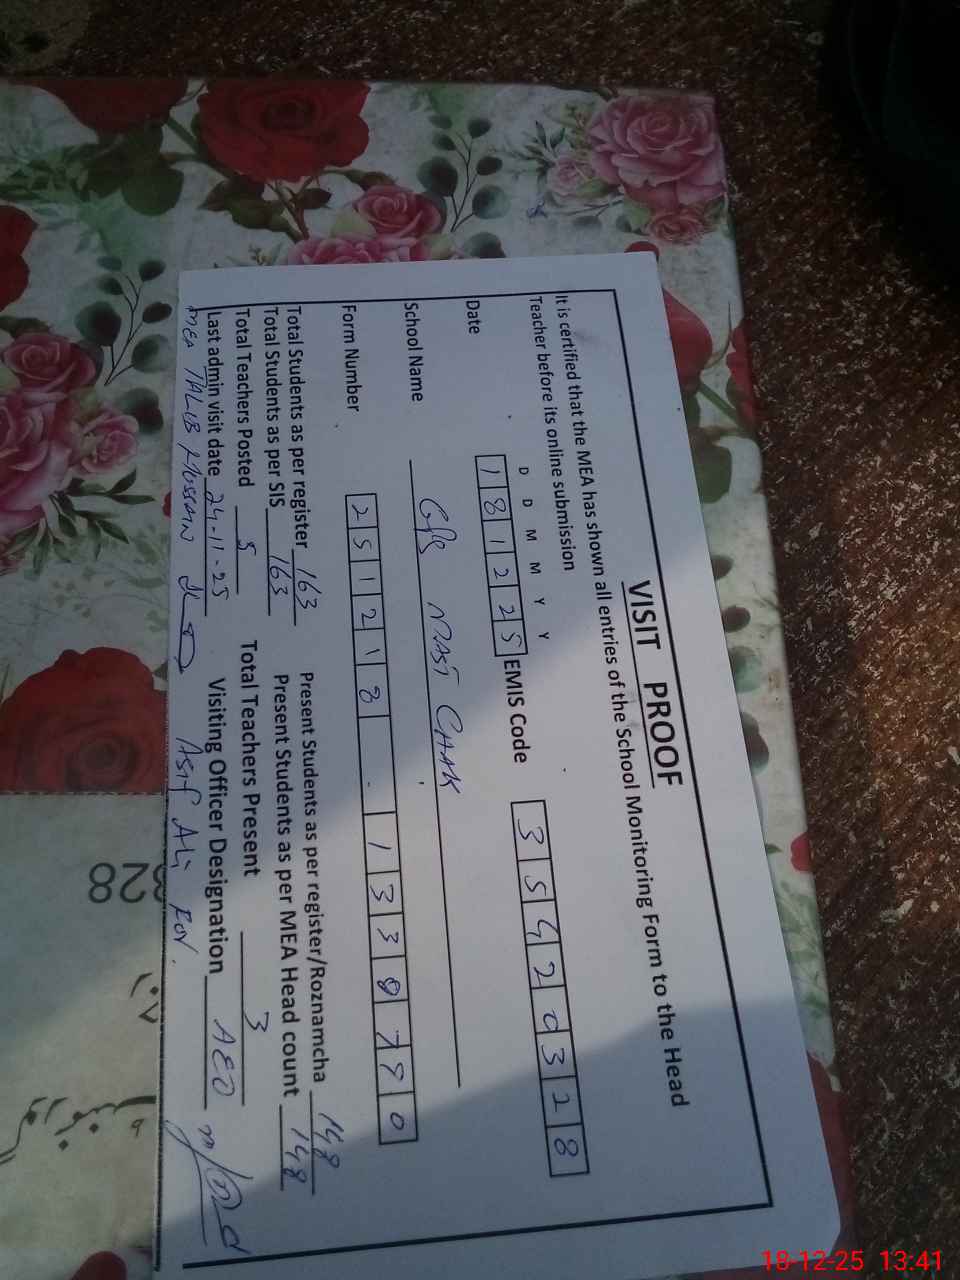 VISIT PROOF
It is certified that the MEA has shown all entries of the School Monitoring Form to the Head
Teacher before its online submission
D D M M Y Y
Date 1 8 1 2 2 5 EMIS Code 3 5 4 2 0 3 2 8
School Name GPS MAST CHAK
Form Number 2 5 1 2 1 8 1 3 3 0
Total Students as per register 163 Present Students as per register/Roznamcha 148
Total Students as per SIS 163 Present Students as per MEA Head count 148
Total Teachers Posted 5 Total Teachers Present 3
Last admin visit date 24-11-25 Visiting Officer Designation AEO
MEA TALIB HUSSAIN ASIF ALI
28
18-12-25 13:41